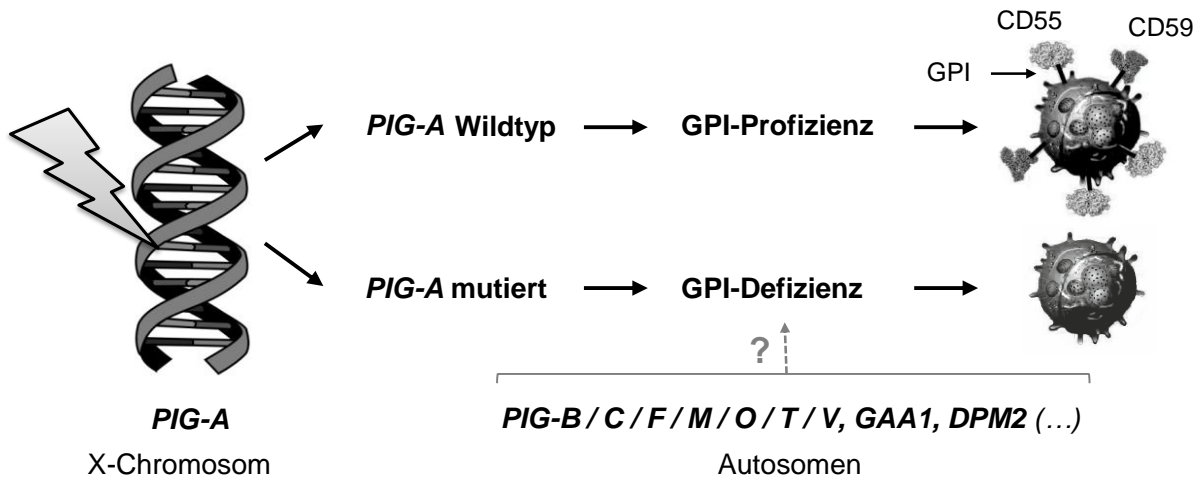 CD55
CD59
GPI
PIG-A Wildtyp
GPI-Profizienz
PIG-A mutiert
GPI-Defizienz
?
PIG-A
PIG-B / C / F / M / O / T / V, GAA1, DPM2 (…)
X-Chromosom
Autosomen